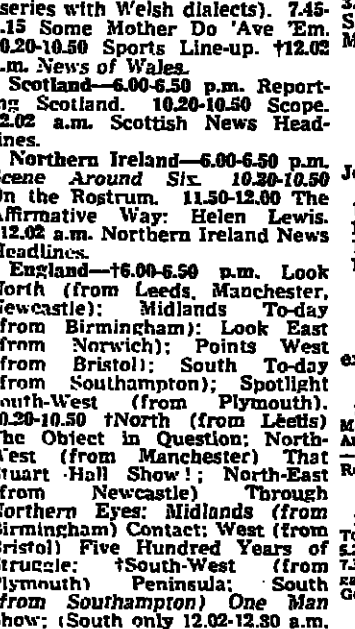 series with Welsh dialects). 7.45-
.15 Some Mother Do 'Ave 'Em.
0.20-10.50 Sports Line-up. †12.02
.m. News of Wales.
Scotland—6.00-6.50 p.m. Report-
ng Scotland. 10.20-10.50 Scope.
2.02 a.m. Scottish News Head-
ines.
Northern Ireland—6.00-6.50 p.m.
Scene Around Six. 10.20-10.50
On the Rostrum. 11.50-12.00 The
Affirmative Way: Helen Lewis.
12.02 a.m. Northern Ireland News
Headlines.
England—†6.00-6.50 p.m. Look
North (from Leeds, Manchester,
Newcastle); Midlands To-day
(from Birmingham); Look East
(from Norwich); Points West
(from Bristol); South To-day
(from Southampton); Spotlight
South-West (from Plymouth).
0.20-10.50 †North (from Leeds)
The Object in Question; North-
West (from Manchester) That
Stuart Hall Show!; North-East
(from Newcastle) Through
Northern Eyes; Midlands (from
Birmingham) Contact; West (from
Bristol) Five Hundred Years of
Struggle; †South-West (from
Plymouth) Peninsula; South
(from Southampton) One Man
Show; (South only 12.02-12.30 a.m.